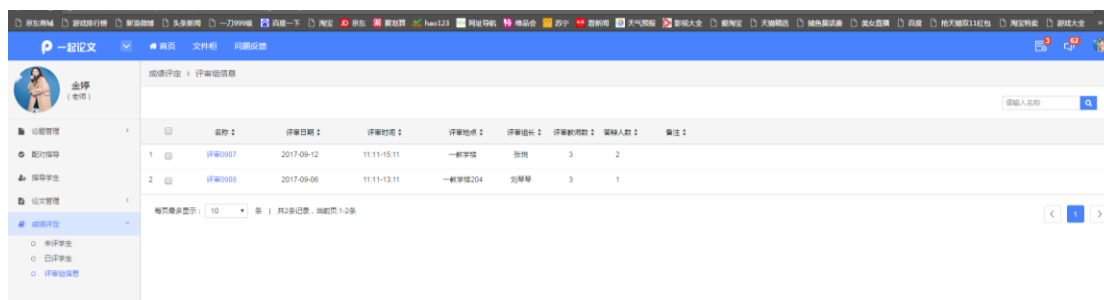 京东商城 游戏排行榜 新浪微博 头条新闻 一刀999级 百度一下 淘宝 京东 聚划算 hao123 网址导航 唯品会 苏宁 看新闻 天气预报 影视大全 爱淘宝 天猫精选 捕鱼赢话费 美女直播 百度 抢天猫双11红包 淘宝特卖 游戏大全 »
一起论文 首页 文件柜 问题反馈 3 62
金婷
(老师)
成绩评定 > 评审组信息
请输入名称
论题管理
配对指导
指导学生
论文管理
成绩评定
未评学生
已评学生
评审组信息
名称 评审日期 评审时间 评审地点 评审组长 评审教师数 答辩人数 备注
1 评审0907 2017-09-12 11:11-15:11 一教学楼 张悦 3 2
2 评审0908 2017-09-06 11:11-13:11 一教学楼204 刘琴琴 3 1
每页最多显示: 10 条 | 共2条记录,当前页:1-2条
< 1 >